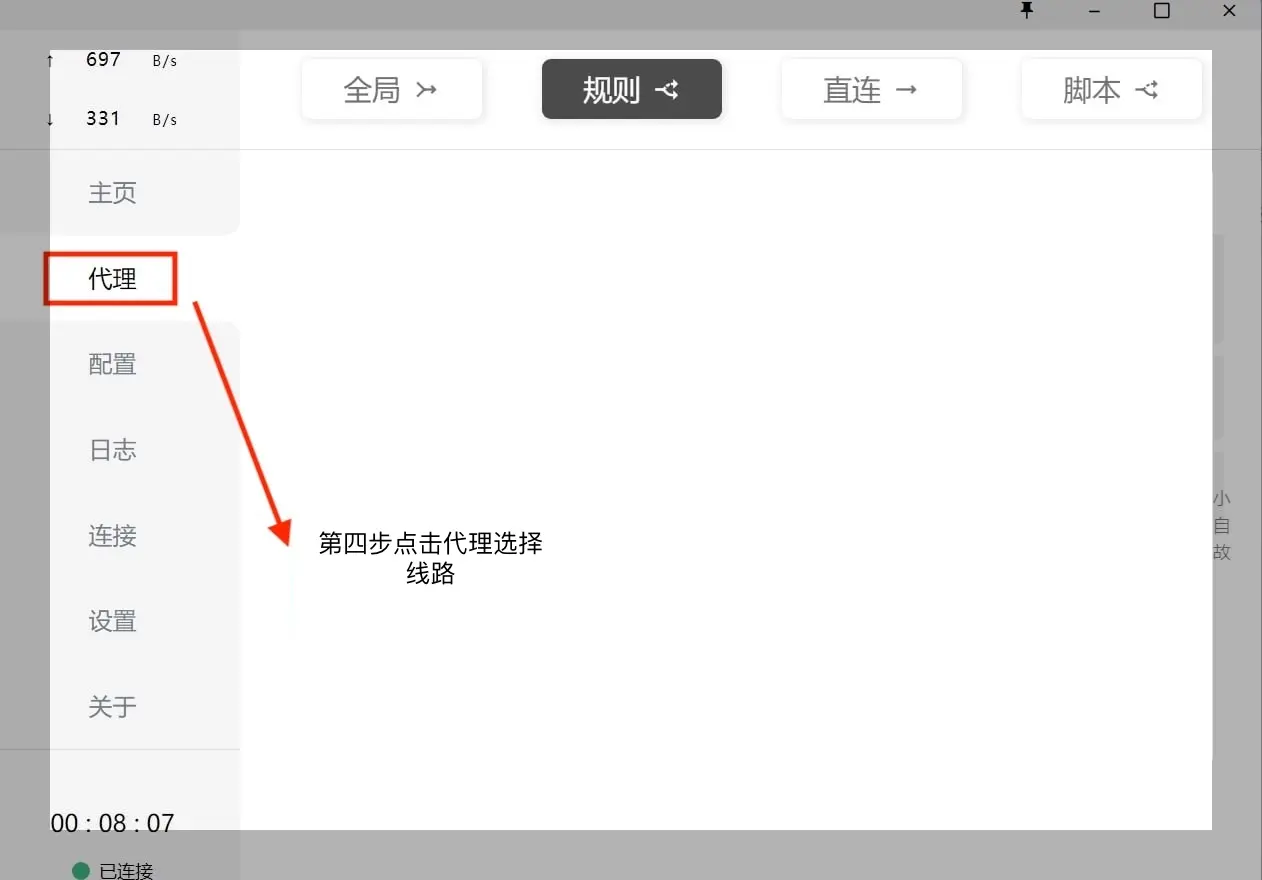 ↑ 697 B/s
↓ 331 B/s
全局 规则 直连 → 脚本
主页
代理
配置
日志
连接
设置
关于
第四步点击代理选择
线路
小
自
故
00 : 08 : 07
已连接